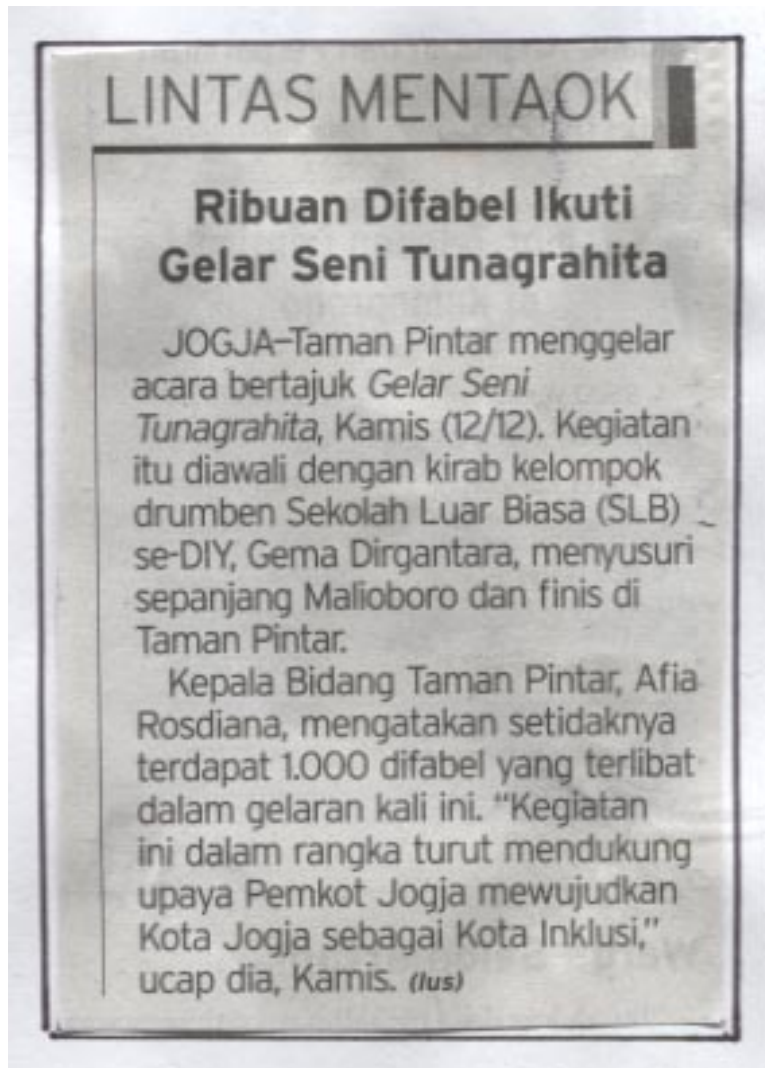 LINTAS MENTAOK
Ribuan Difabel Ikuti
Gelar Seni Tunagrahita
JOGJA–Taman Pintar menggelar
acara bertajuk Gelar Seni
Tunagrahita, Kamis (12/12). Kegiatan
itu diawali dengan kirab kelompok
drumben Sekolah Luar Biasa (SLB)
se-DIY, Gema Dirgantara, menyusuri
sepanjang Malioboro dan finis di
Taman Pintar.
Kepala Bidang Taman Pintar, Afia
Rosdiana, mengatakan setidaknya
terdapat 1.000 difabel yang terlibat
dalam gelaran kali ini. “Kegiatan
ini dalam rangka turut mendukung
upaya Pemkot Jogja mewujudkan
Kota Jogja sebagai Kota Inklusi,”
ucap dia, Kamis. (lus)